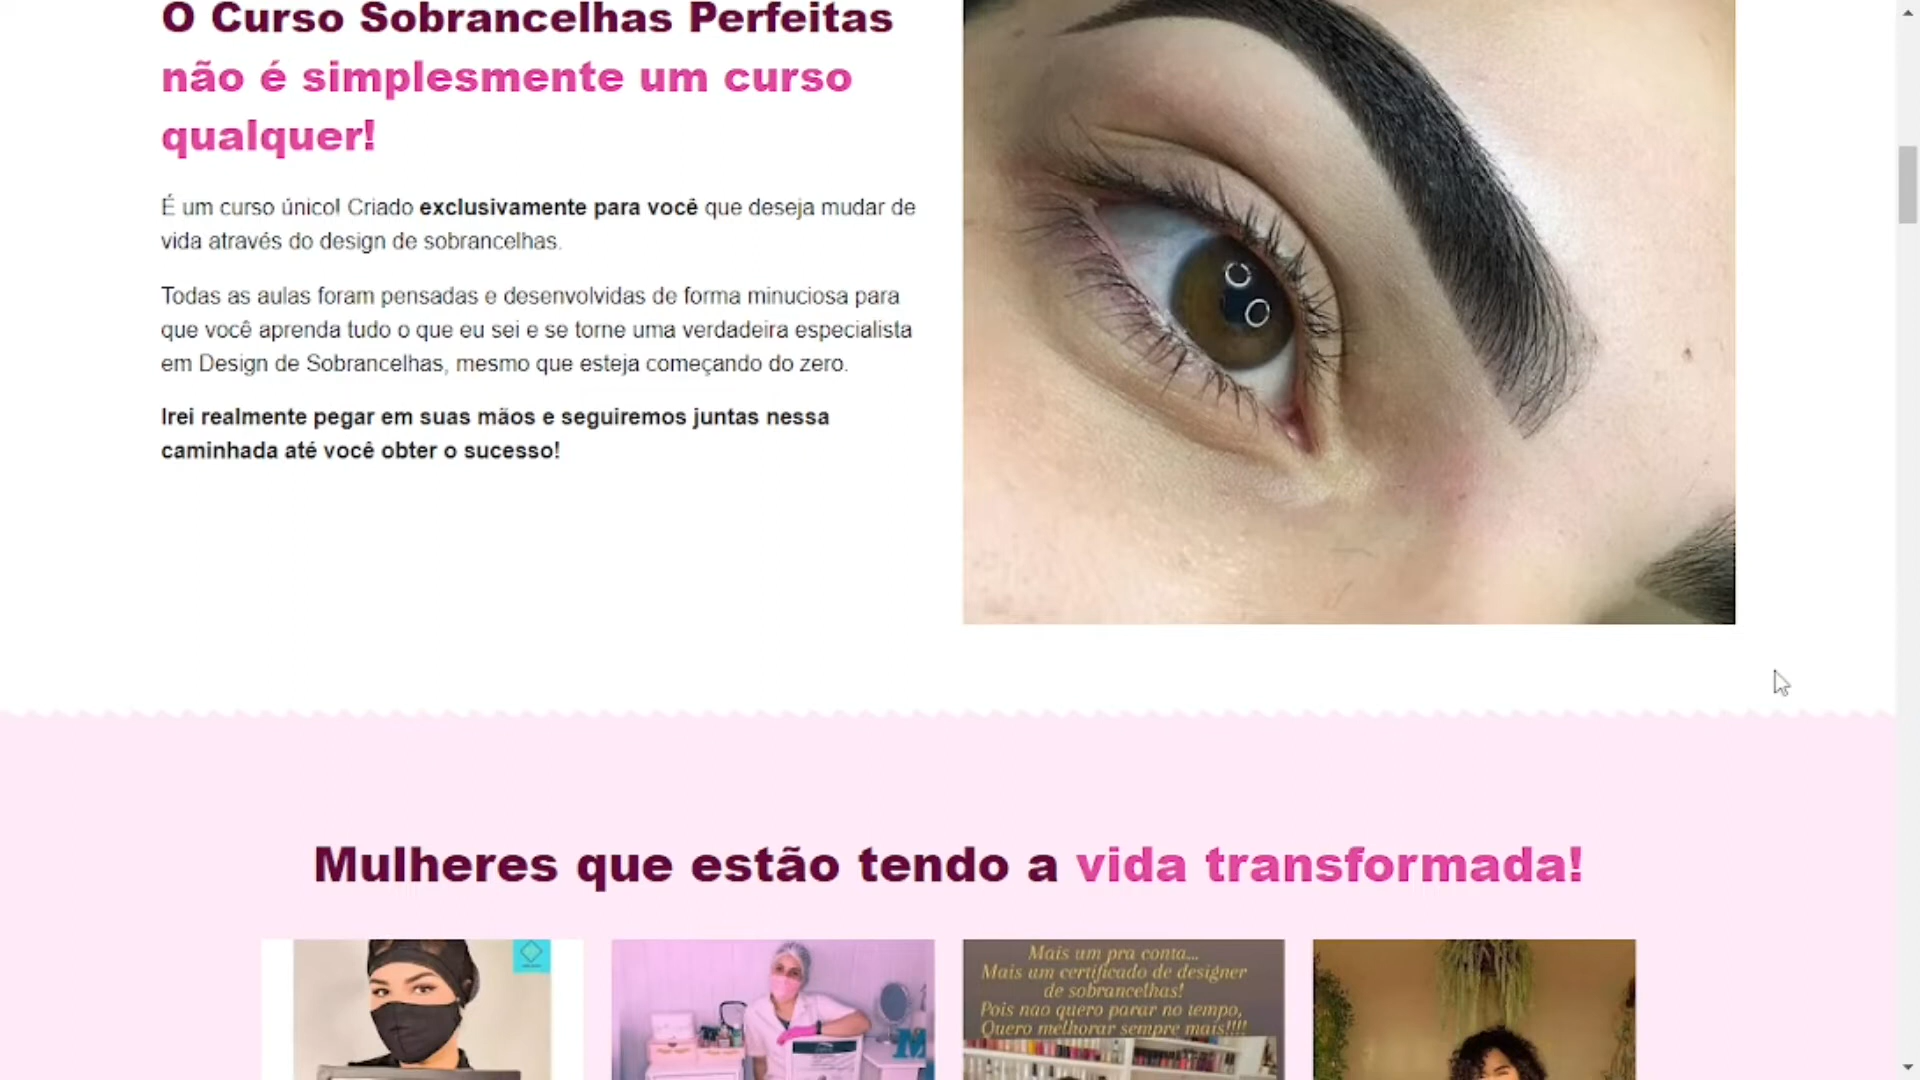 O Curso Sobrancelhas Perfeitas
não é simplesmente um curso
qualquer!
É um curso único! Criado exclusivamente para você que deseja mudar de
vida através do design de sobrancelhas.
Todas as aulas foram pensadas e desenvolvidas de forma minuciosa para
que você aprenda tudo o que eu sei e se torne uma verdadeira especialista
em Design de Sobrancelhas, mesmo que esteja começando do zero.
Irei realmente pegar em suas mãos e seguiremos juntas nessa
caminhada até você obter o sucesso!
Mulheres que estão tendo a vida transformada!
Mais um pra conta...
Mais um certificado de designer
de sobrancelhas!
Pois nao quero parar no tempo,
Quero melhorar sempre mais!!!!
M